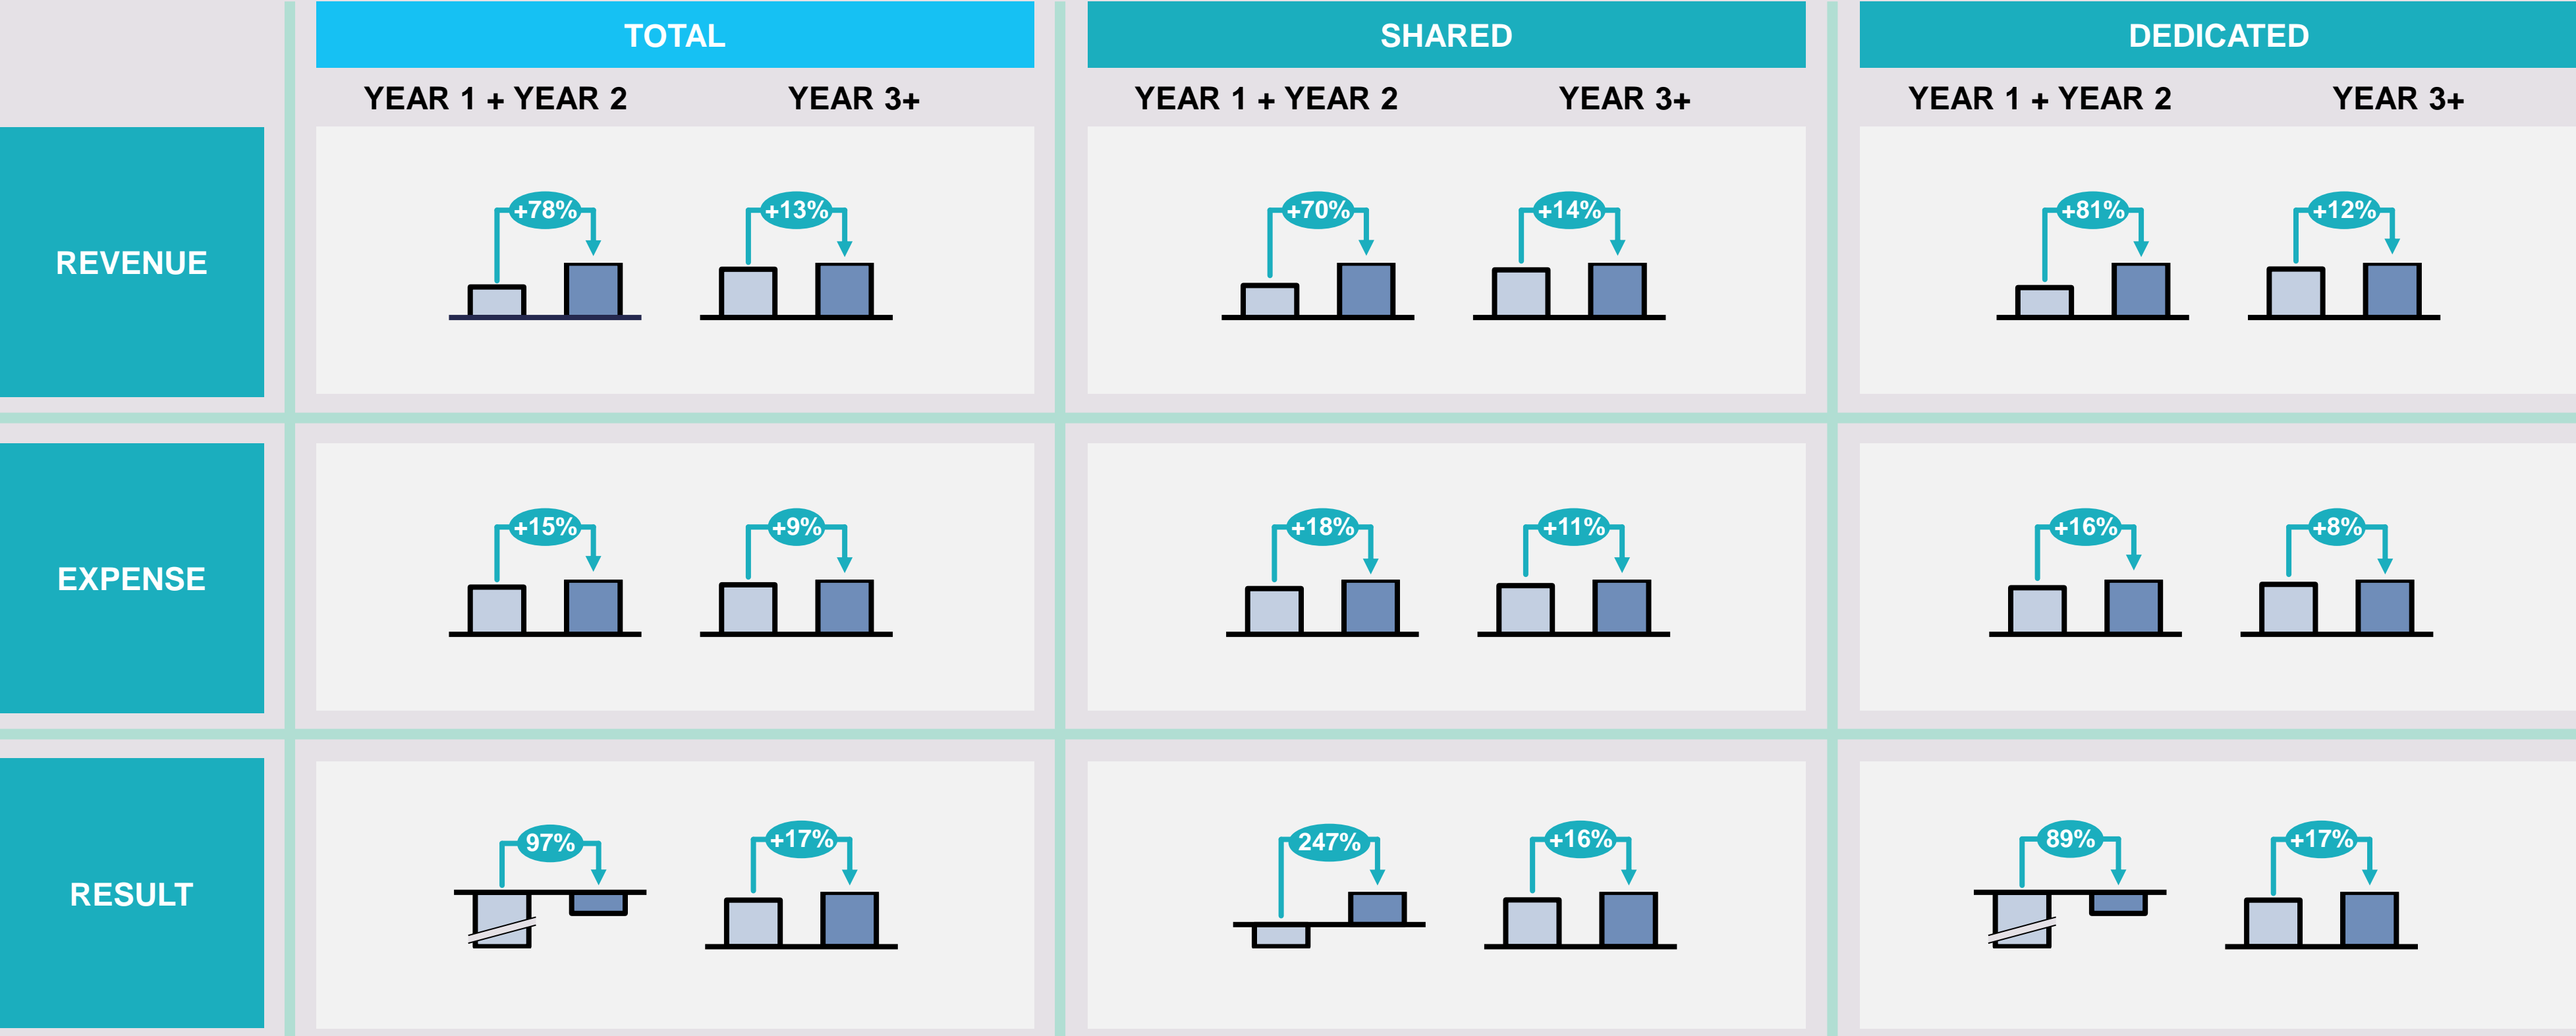 TOTAL
SHARED
DEDICATED
YEAR 1 + YEAR 2
YEAR 3+
YEAR 1 + YEAR 2
YEAR 3+
YEAR 1 + YEAR 2
YEAR 3+
REVENUE
+78%
+13%
+70%
+14%
+81%
+12%
EXPENSE
+15%
+9%
+18%
+11%
+16%
+8%
RESULT
97%
+17%
247%
+16%
89%
+17%